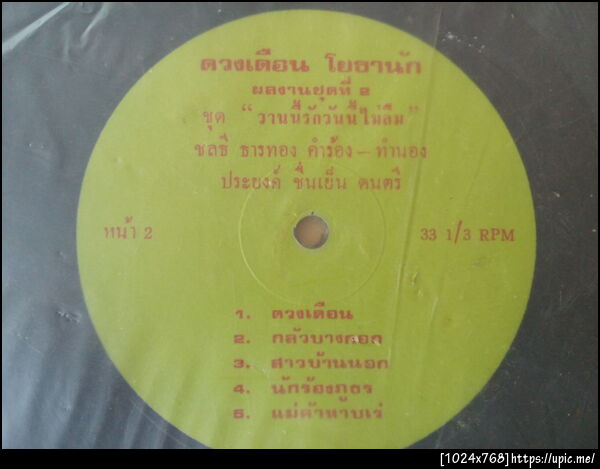 ดวงเดือน โยธานัก
ผลงานชุดที่ 2
ชุด “วานนี้รักวันนี้ไม่ลืม”
ชลธี ธารทอง คำร้อง – ทำนอง
ประยงค์ ชื่นเย็น ดนตรี
หน้า 2
33 1/3 RPM
1. ดวงเดือน
2. กลัวบางกอก
3. สาวบ้านนอก
4. นักร้องภูธร
5. แม่ค้าหาบเร่
[1024x768]https://upic.me/